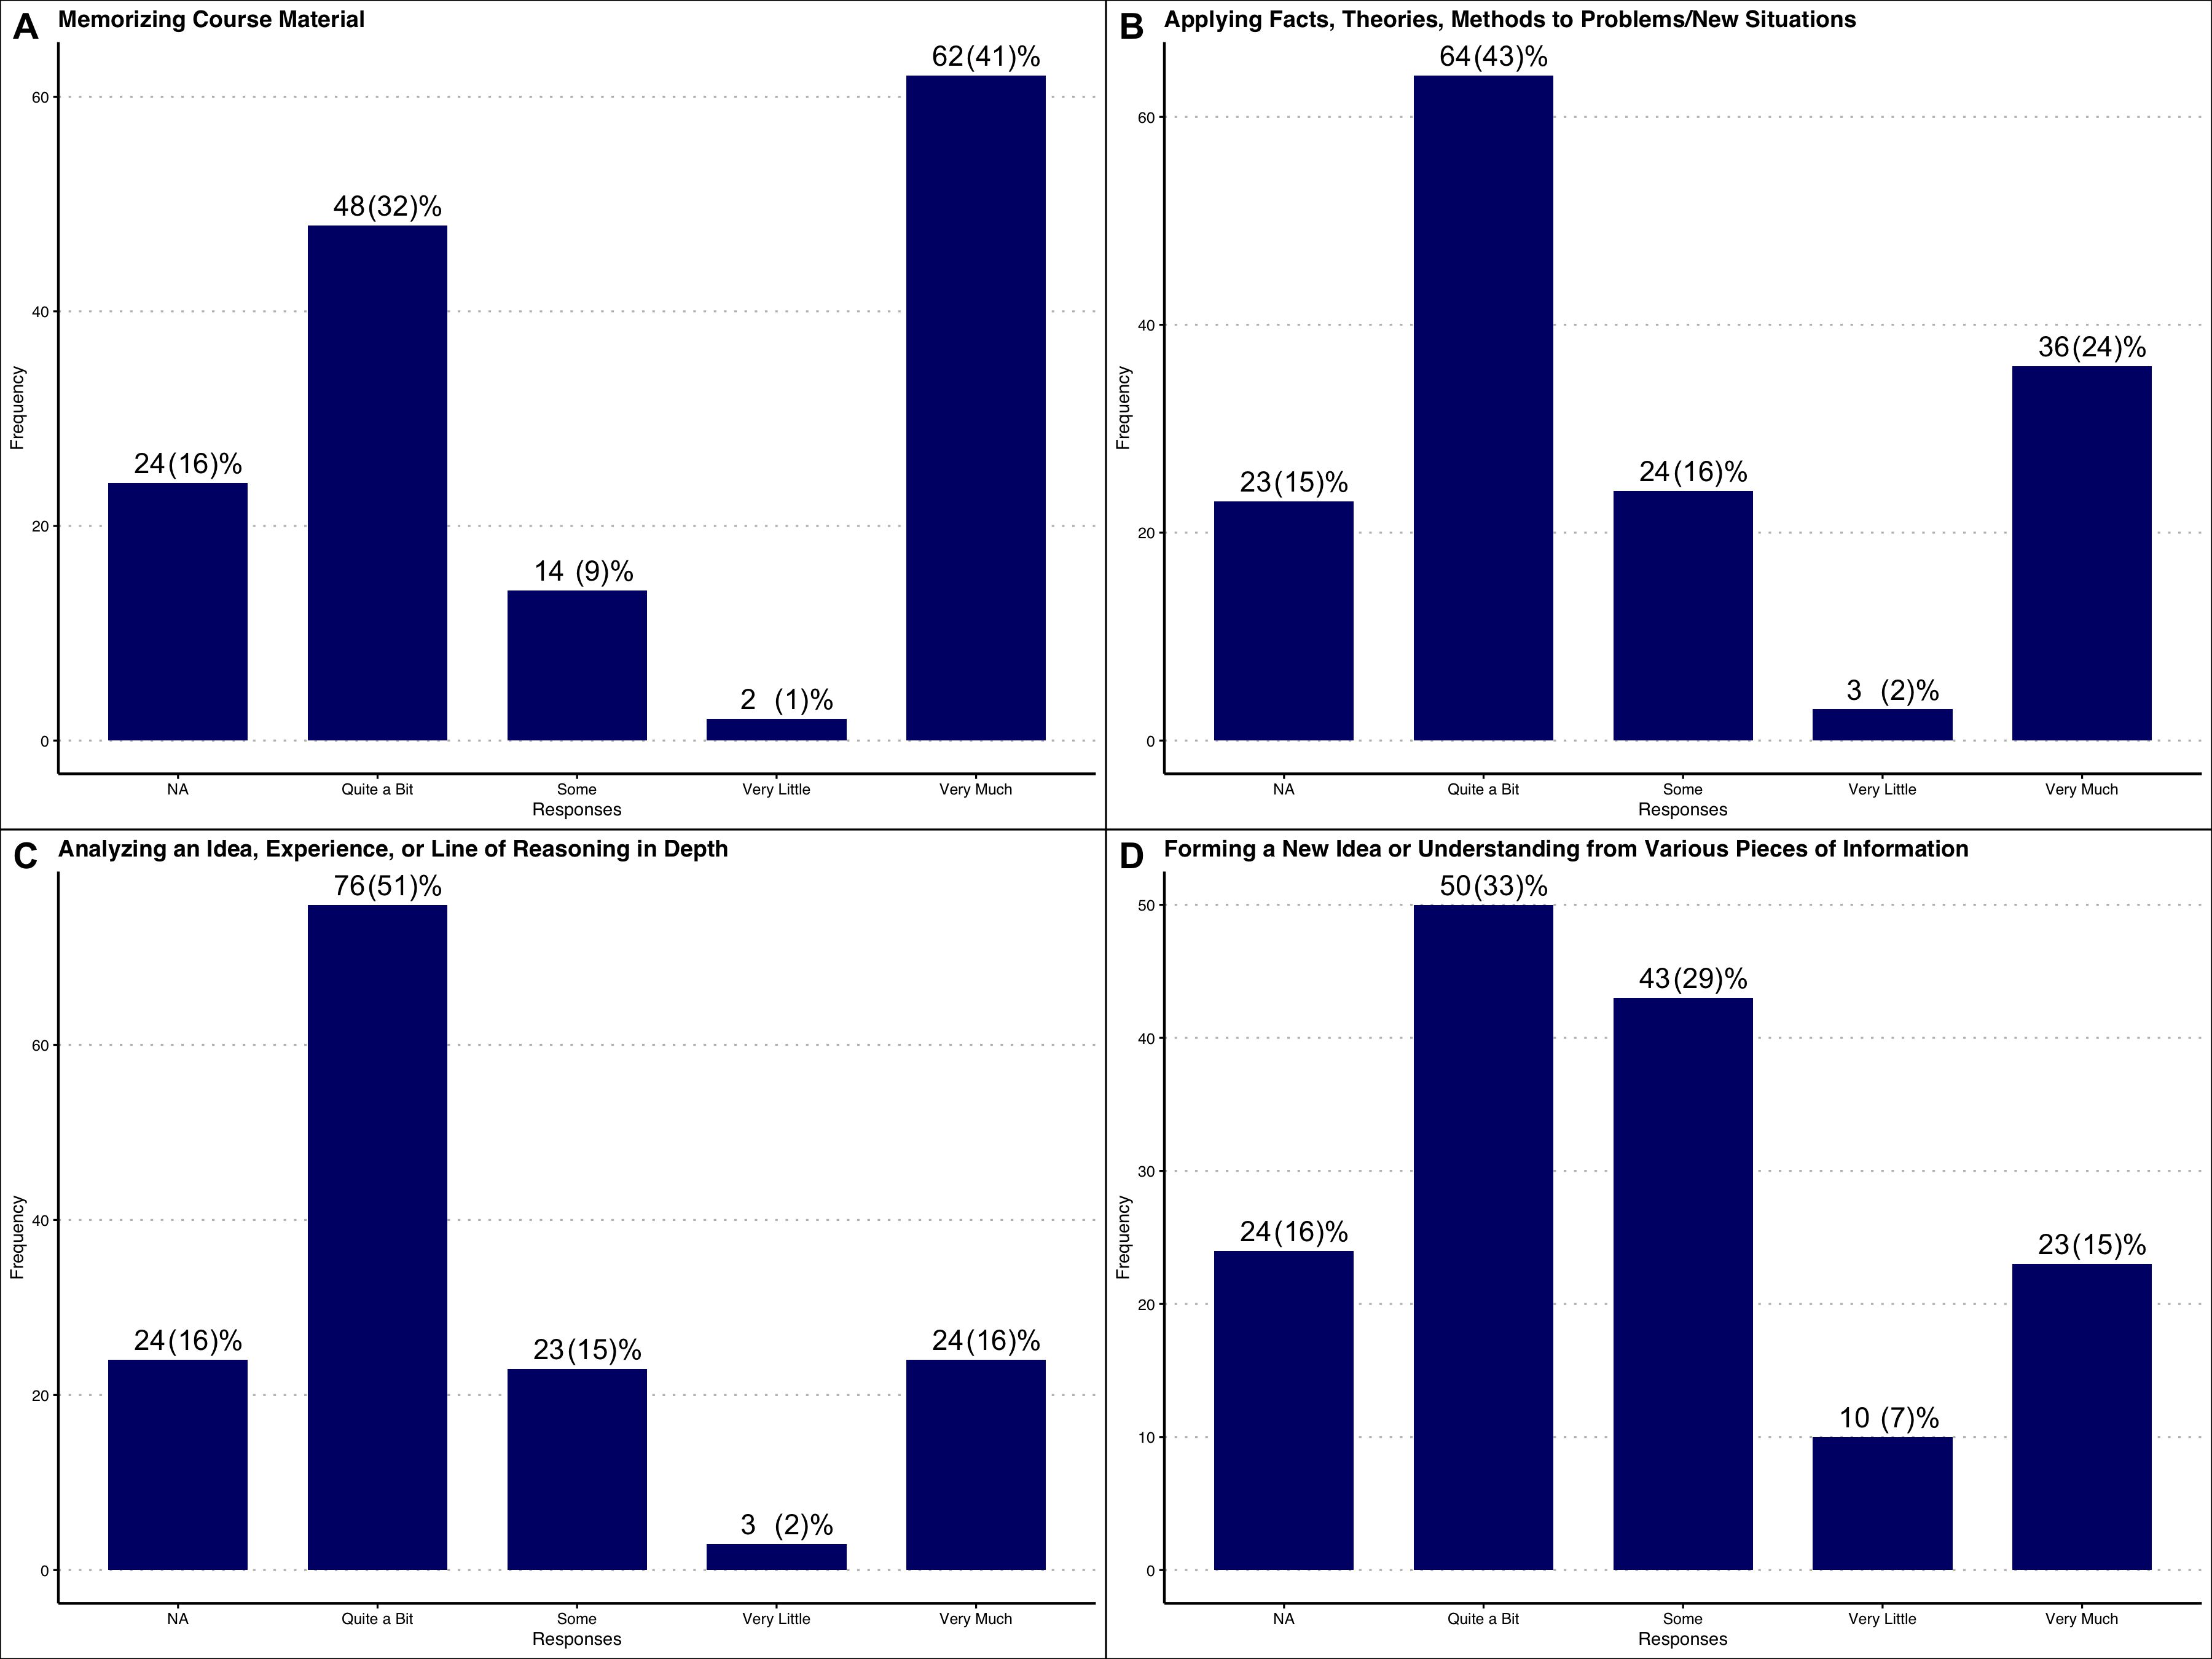 A Memorizing Course Material
62(41)%
60
48(32)%
40
24(16)%
20
14 (9)%
2 (1)%
0
Frequency
NA Quite a Bit Some Very Little Very Much
Responses
B Applying Facts, Theories, Methods to Problems/New Situations
64(43)%
60
40
36(24)%
23(15)%
24(16)%
20
3 (2)%
0
Frequency
NA Quite a Bit Some Very Little Very Much
Responses
C Analyzing an Idea, Experience, or Line of Reasoning in Depth
76(51)%
60
40
24(16)%
23(15)%
24(16)%
20
3 (2)%
0
Frequency
NA Quite a Bit Some Very Little Very Much
Responses
D Forming a New Idea or Understanding from Various Pieces of Information
50(33)%
50
43(29)%
40
30
24(16)%
23(15)%
20
10 (7)%
10
0
Frequency
NA Quite a Bit Some Very Little Very Much
Responses